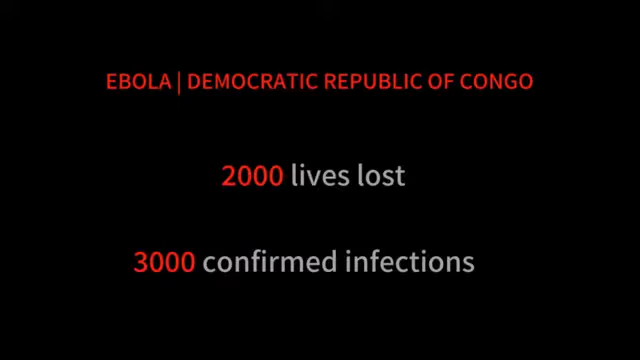 EBOLA | DEMOCRATIC REPUBLIC OF CONGO
2000 lives lost
3000 confirmed infections